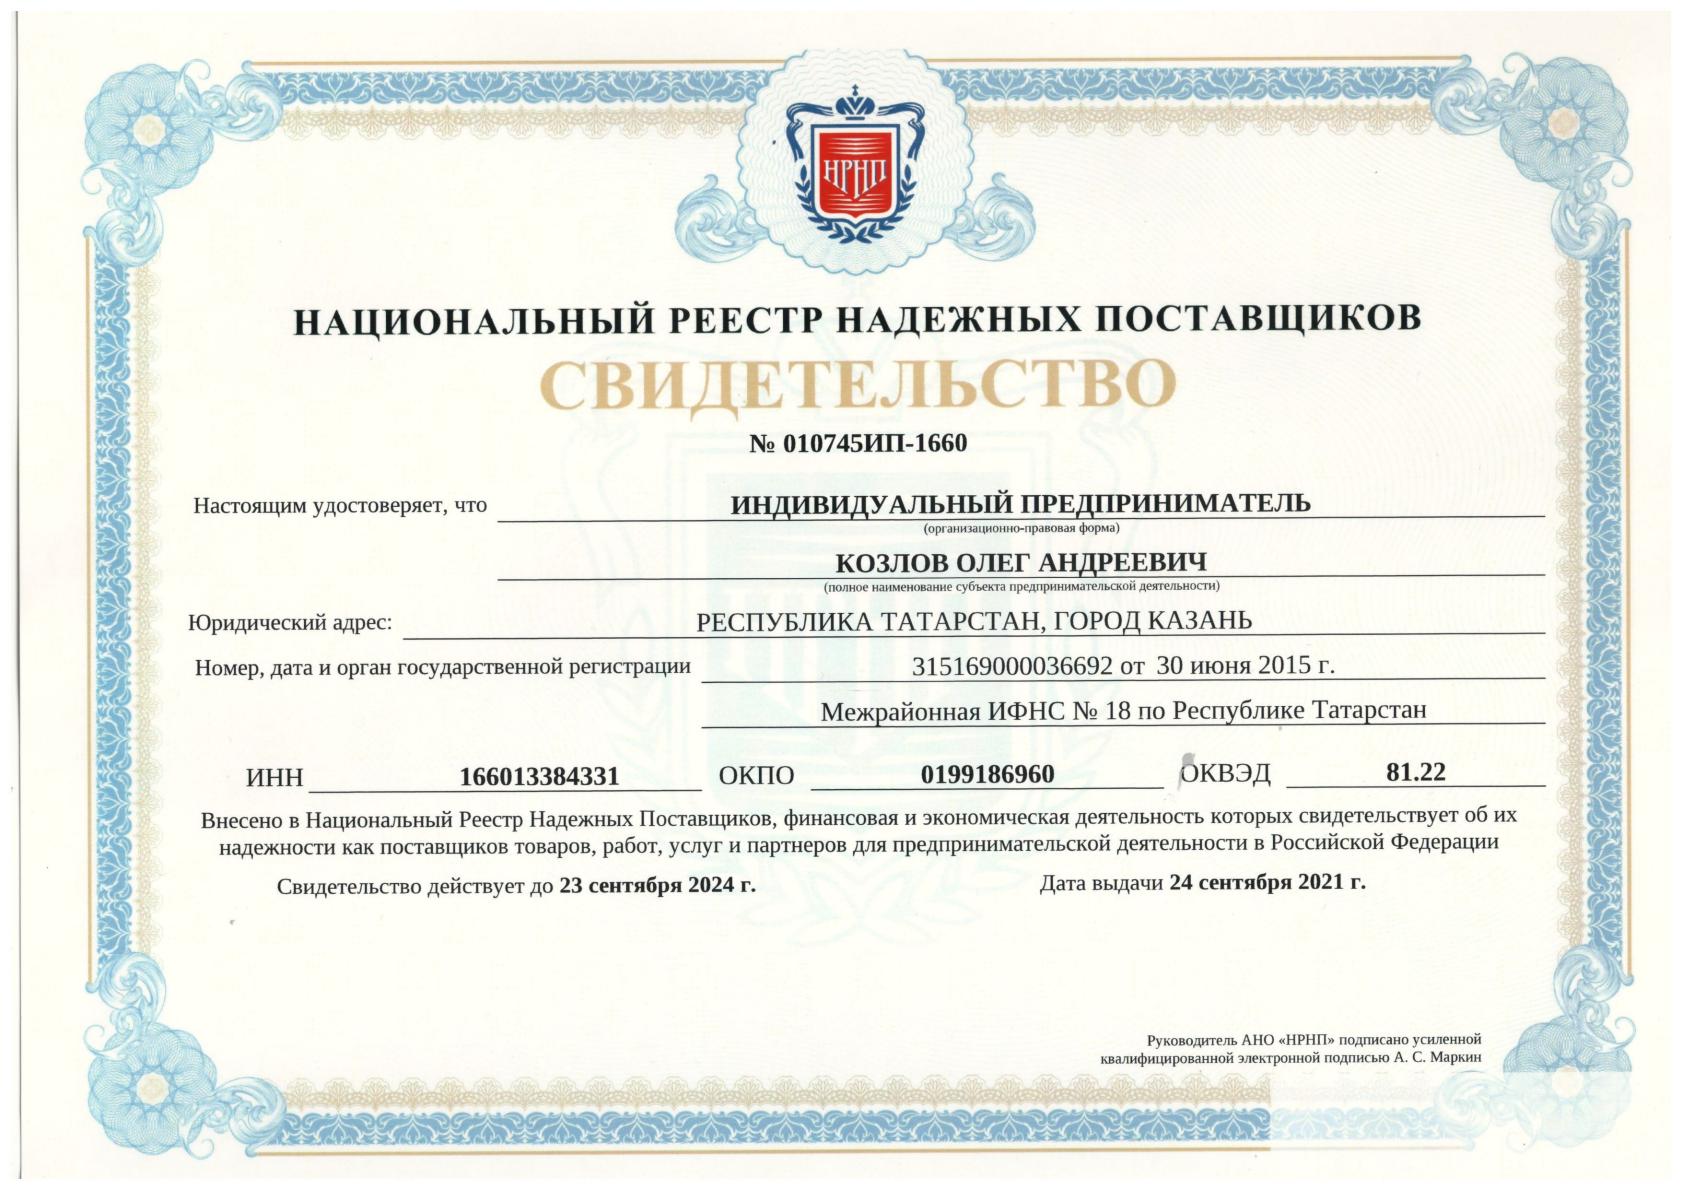 НРНП
НАЦИОНАЛЬНЫЙ РЕЕСТР НАДЕЖНЫХ ПОСТАВЩИКОВ
СВИДЕТЕЛЬСТВО
№ 010745ИП-1660
Настоящим удостоверяет, что ИНДИВИДУАЛЬНЫЙ ПРЕДПРИНИМАТЕЛЬ
(организационно-правовая форма)
КОЗЛОВ ОЛЕГ АНДРЕЕВИЧ
(полное наименование субъекта предпринимательской деятельности)
Юридический адрес: РЕСПУБЛИКА ТАТАРСТАН, ГОРОД КАЗАНЬ
Номер, дата и орган государственной регистрации 315169000036692 от 30 июня 2015 г.
Межрайонная ИФНС № 18 по Республике Татарстан
ИНН 166013384331 ОКПО 0199186960 ОКВЭД 81.22
Внесено в Национальный Реестр Надежных Поставщиков, финансовая и экономическая деятельность которых свидетельствует об их
надежности как поставщиков товаров, работ, услуг и партнеров для предпринимательской деятельности в Российской Федерации
Свидетельство действует до 23 сентября 2024 г. Дата выдачи 24 сентября 2021 г.
Руководитель АНО «НРНП» подписано усиленной
квалифицированной электронной подписью А. С. Маркин